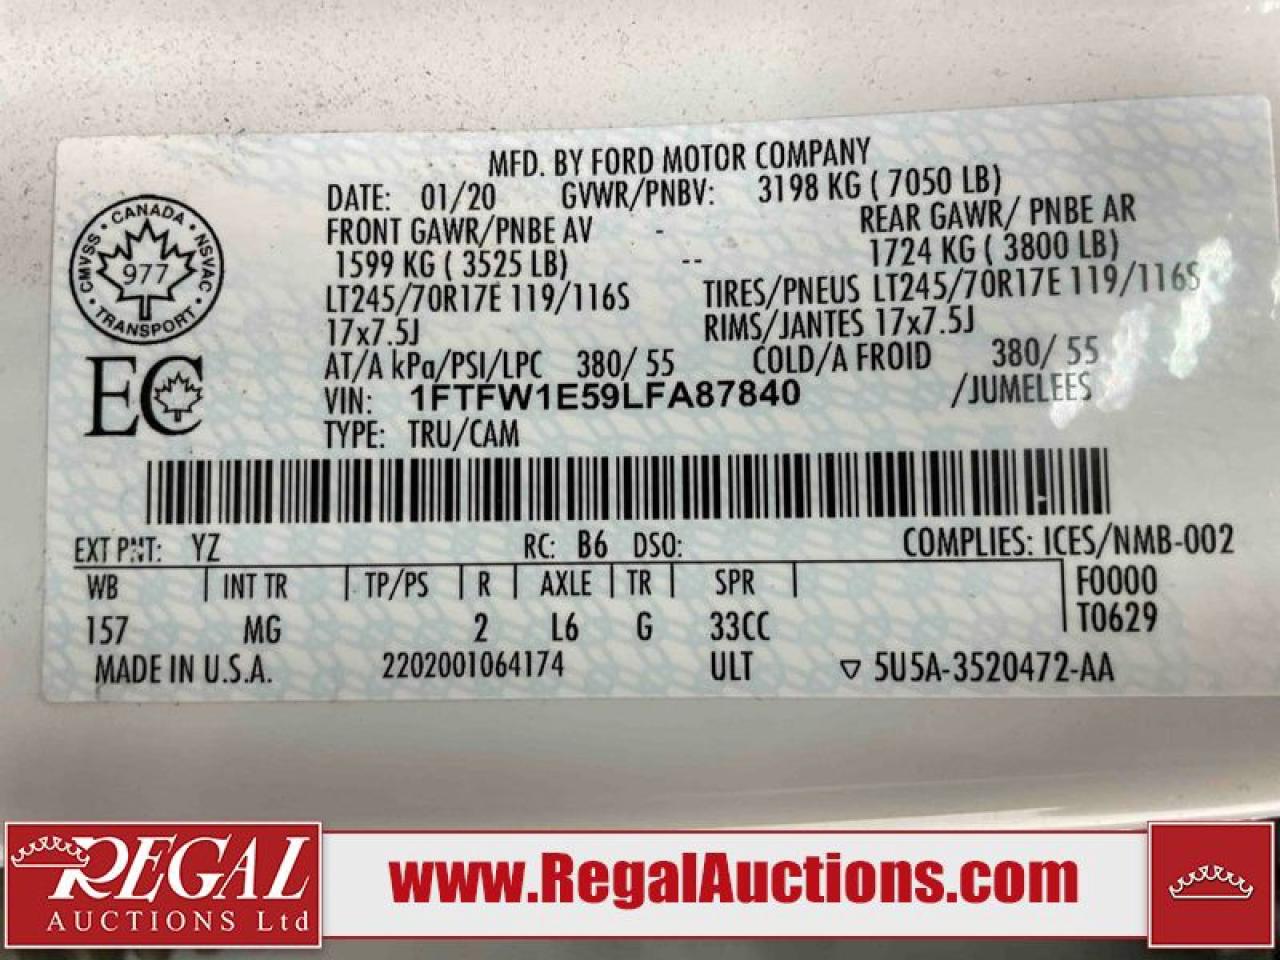 MFD. BY FORD MOTOR COMPANY
DATE: 01/20 GVWR/PNBV: 3198 KG ( 7050 LB)
FRONT GAWR/PNBE AV - REAR GAWR/ PNBE AR
1599 KG ( 3525 LB) -- 1724 KG ( 3800 LB)
LT245/70R17E 119/116S TIRES/PNEUS LT245/70R17E 119/116S
17x7.5J RIMS/JANTES 17x7.5J
AT/A kPa/PSI/LPC 380/ 55 COLD/A FROID 380/ 55
VIN: 1FTFW1E59LFA87840 /JUMELEES
TYPE: TRU/CAM
CANADA
CMVSS · NSVAC
977
TRANSPORT
EC
EXT PNT: YZ RC: B6 DSO: COMPLIES: ICES/NMB-002
WB | INT TR | TP/PS | R | AXLE | TR | SPR | F0000
157 MG 2 L6 G 33CC T0629
MADE IN U.S.A. 2202001064174 ULT ▽ 5U5A-3520472-AA
REGAL
AUCTIONS Ltd
www.RegalAuctions.com